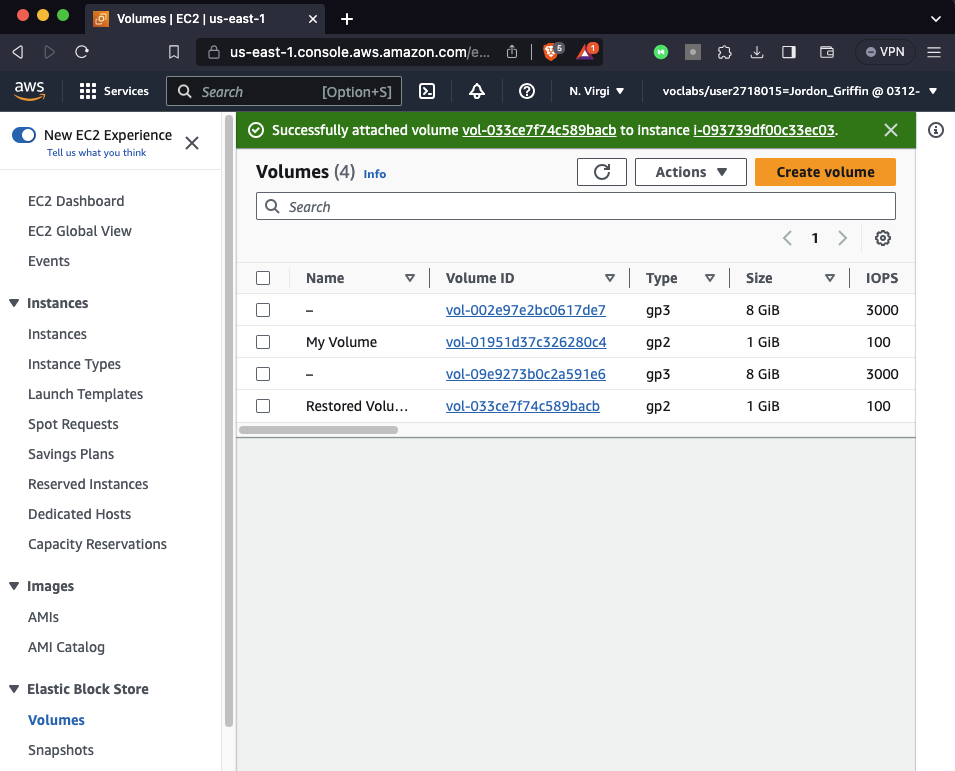 Volumes | EC2 | us-east-1
us-east-1.console.aws.amazon.com/e...
5
1
VPN
aws
Services
Search
[Option+S]
N. Virgi
voclabs/user2718015=Jordon_Griffin @ 0312-
New EC2 Experience
Tell us what you think
EC2 Dashboard
EC2 Global View
Events
Instances
Instances
Instance Types
Launch Templates
Spot Requests
Savings Plans
Reserved Instances
Dedicated Hosts
Capacity Reservations
Images
AMIs
AMI Catalog
Elastic Block Store
Volumes
Snapshots
Successfully attached volume vol-033ce7f74c589bacb to instance i-093739df00c33ec03.
Volumes (4) Info
Actions
Create volume
Search
1
Name Volume ID Type Size IOPS
– vol-002e97e2bc0617de7 gp3 8 GiB 3000
My Volume vol-01951d37c326280c4 gp2 1 GiB 100
– vol-09e9273b0c2a591e6 gp3 8 GiB 3000
Restored Volu... vol-033ce7f74c589bacb gp2 1 GiB 100